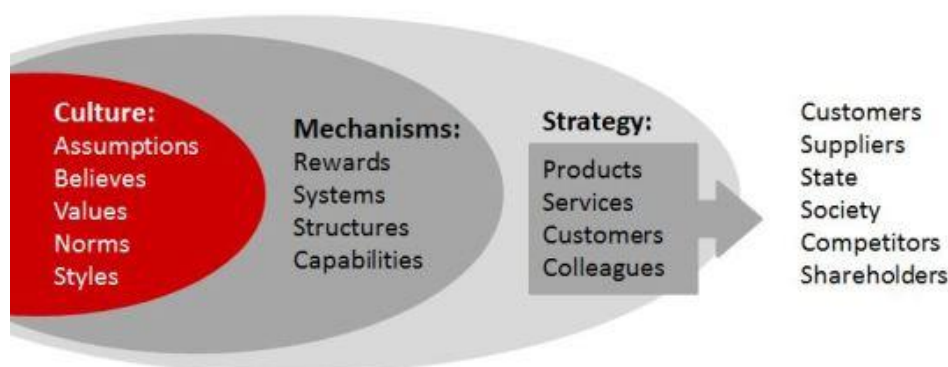 Culture:
Assumptions
Believes
Values
Norms
Styles
Mechanisms:
Rewards
Systems
Structures
Capabilities
Strategy:
Products
Services
Customers
Colleagues
Customers
Suppliers
State
Society
Competitors
Shareholders